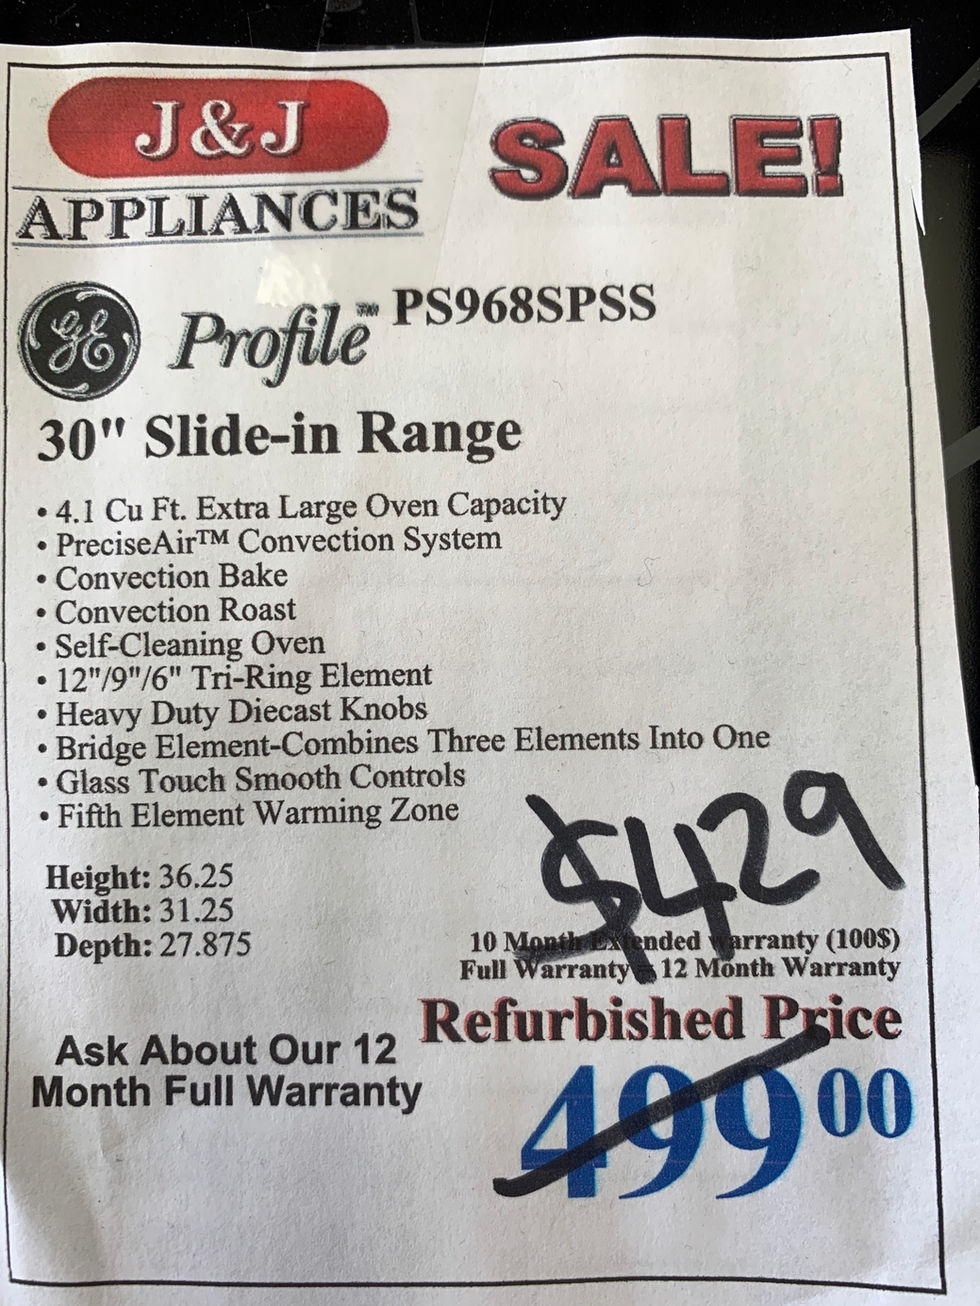 J&J
APPLIANCES
SALE!
GE Profile™ PS968SPSS
30" Slide-in Range
• 4.1 Cu Ft. Extra Large Oven Capacity
• PreciseAir™ Convection System
• Convection Bake
• Convection Roast
• Self-Cleaning Oven
• 12"/9"/6" Tri-Ring Element
• Heavy Duty Diecast Knobs
• Bridge Element-Combines Three Elements Into One
• Glass Touch Smooth Controls
• Fifth Element Warming Zone
$429
Height: 36.25
Width: 31.25
Depth: 27.875
10 Month Extended warranty (100$)
Full Warranty = 12 Month Warranty
Refurbished Price
499 00
Ask About Our 12
Month Full Warranty